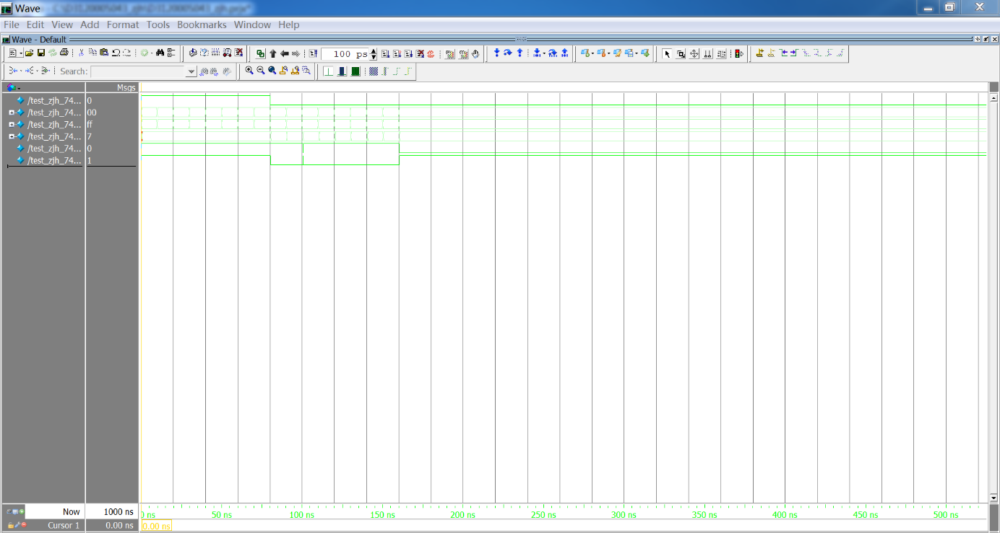 Wave
File Edit View Add Format Tools Bookmarks Window Help
Wave - Default
100 ps
Search:
Msgs
/test_zjh_74... 0
/test_zjh_74... 00
/test_zjh_74... ff
/test_zjh_74... 7
/test_zjh_74... 0
/test_zjh_74... 1
Now 1000 ns
0 ns 50 ns 100 ns 150 ns 200 ns 250 ns 300 ns 350 ns 400 ns 450 ns 500 ns
Cursor 1 0.00 ns 0.00 ns